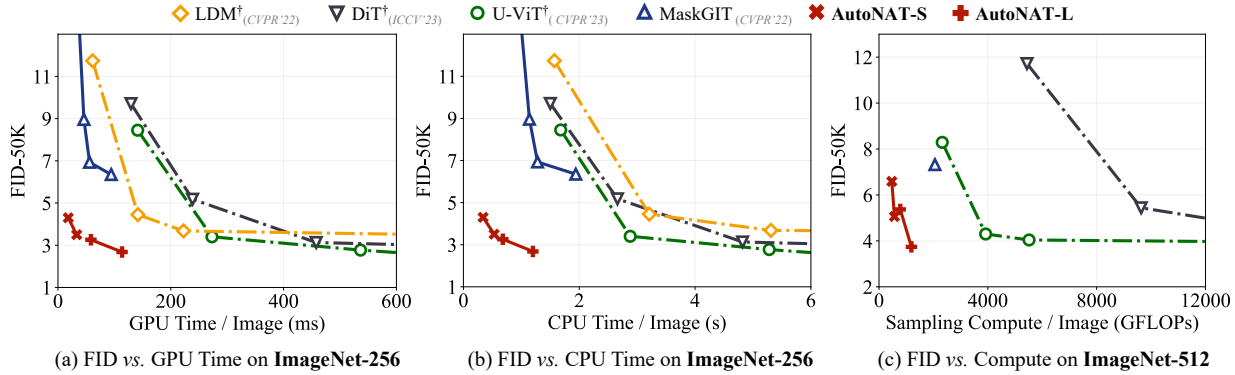 LDM†(CVPR'22) DiT†(ICCV'23) U-ViT†(CVPR'23) MaskGIT(CVPR'22) AutoNAT-S AutoNAT-L
FID-50K
11
9
7
5
3
1
0 200 400 600
GPU Time / Image (ms)
(a) FID vs. GPU Time on ImageNet-256
FID-50K
11
9
7
5
3
1
0 2 4 6
CPU Time / Image (s)
(b) FID vs. CPU Time on ImageNet-256
FID-50K
12
10
8
6
4
2
0 4000 8000 12000
Sampling Compute / Image (GFLOPs)
(c) FID vs. Compute on ImageNet-512